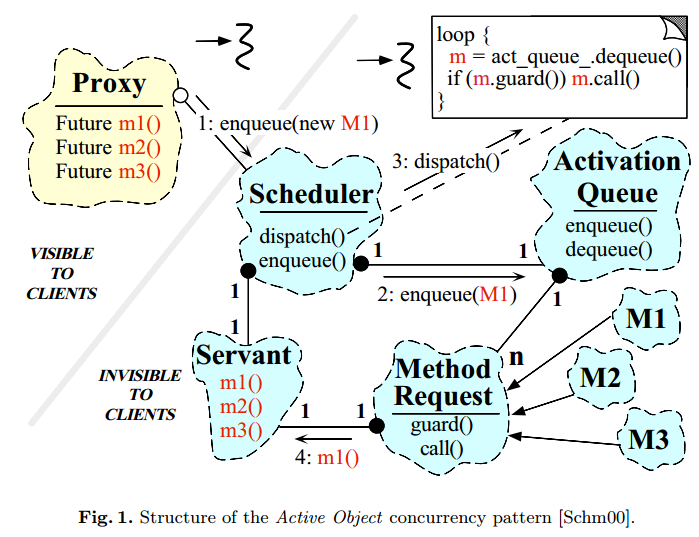 loop {
m = act_queue_.dequeue()
if (m.guard()) m.call()
}
Proxy
Future m1()
Future m2()
Future m3()
1: enqueue(new M1)
3: dispatch()
Activation
Queue
enqueue()
dequeue()
Scheduler
dispatch()
enqueue()
VISIBLE
TO
CLIENTS
1
1
2: enqueue(M1)
1
1
1
n
M1
M2
M3
INVISIBLE
TO
CLIENTS
Servant
m1()
m2()
m3()
Method
Request
guard()
call()
1
1
4: m1()
Fig. 1. Structure of the Active Object concurrency pattern [Schm00].